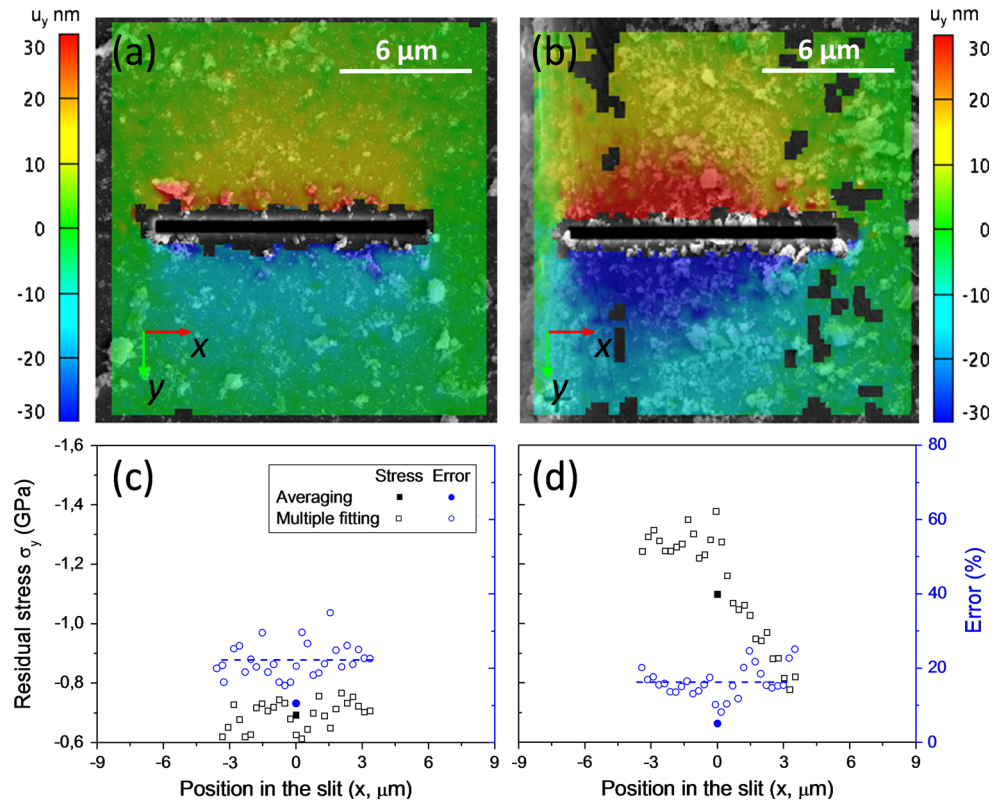 u_y nm
30
20
10
0
-10
-20
-30
(a)
6 μm
x
y
(b)
6 μm
x
y
u_y nm
30
20
10
0
-10
-20
-30
(c)
Stress Error
Averaging
Multiple fitting
Residual stress σ_y (GPa)
-1,6
-1,4
-1,2
-1,0
-0,8
-0,6
-9 -6 -3 0 3 6 9
Position in the slit (x, μm)
(d)
80
60
40
20
0
Error (%)
-9 -6 -3 0 3 6 9
Position in the slit (x, μm)